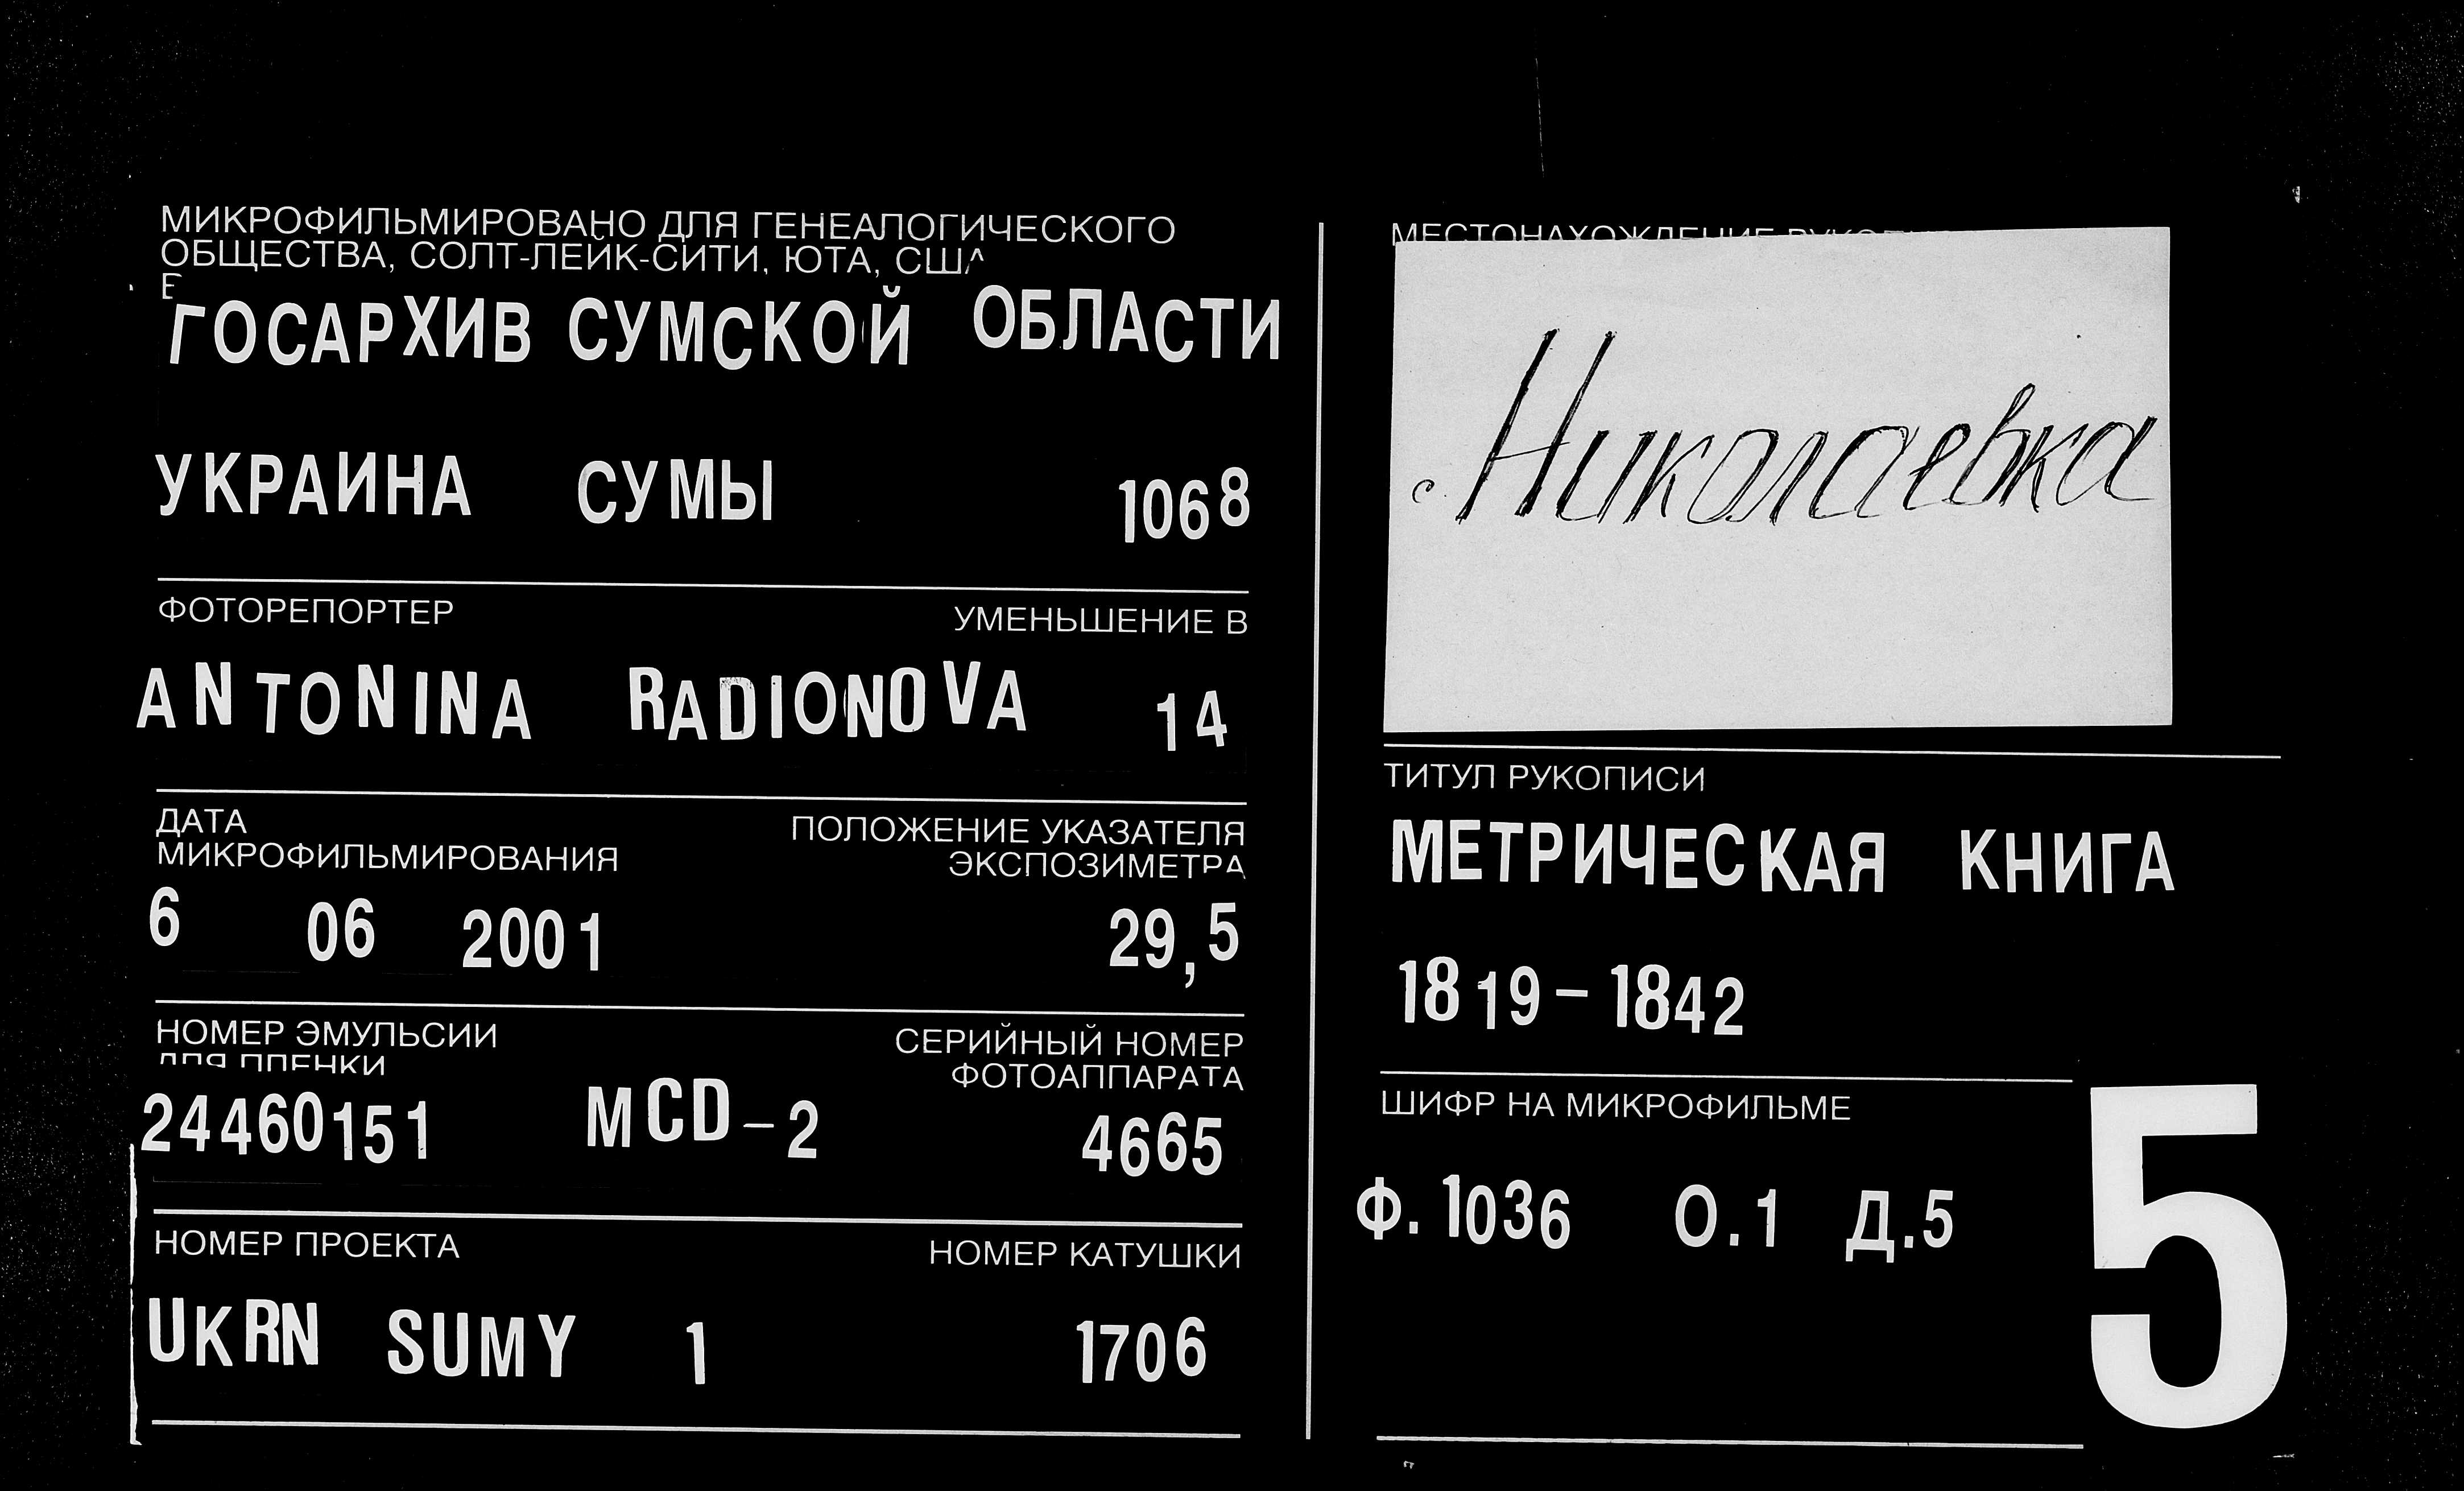 МИКРОФИЛЬМИРОВАНО ДЛЯ ГЕНЕАЛОГИЧЕСКОГО
ОБЩЕСТВА, СОЛТ-ЛЕЙК-СИТИ, ЮТА, США
ГОСАРХИВ СУМСКОЙ ОБЛАСТИ
УКРАИНА СУМЫ 1068
ФОТОРЕПОРТЕР УМЕНЬШЕНИЕ В
ANTONINA RADIONOVA 14
ДАТА ПОЛОЖЕНИЕ УКАЗАТЕЛЯ
МИКРОФИЛЬМИРОВАНИЯ ЭКСПОЗИМЕТРА
6 06 2001 29,5
НОМЕР ЭМУЛЬСИИ СЕРИЙНЫЙ НОМЕР
ДЛЯ ПЛЕНКИ ФОТОАППАРАТА
24460151 MCD-2 4665
НОМЕР ПРОЕКТА НОМЕР КАТУШКИ
UKRN SUMY 1 1706
МЕСТОНАХОЖДЕНИЕ
с. Николаевка
ТИТУЛ РУКОПИСИ
МЕТРИЧЕСКАЯ КНИГА
1819-1842
ШИФР НА МИКРОФИЛЬМЕ
Ф. 1036 О.1 Д.5
5